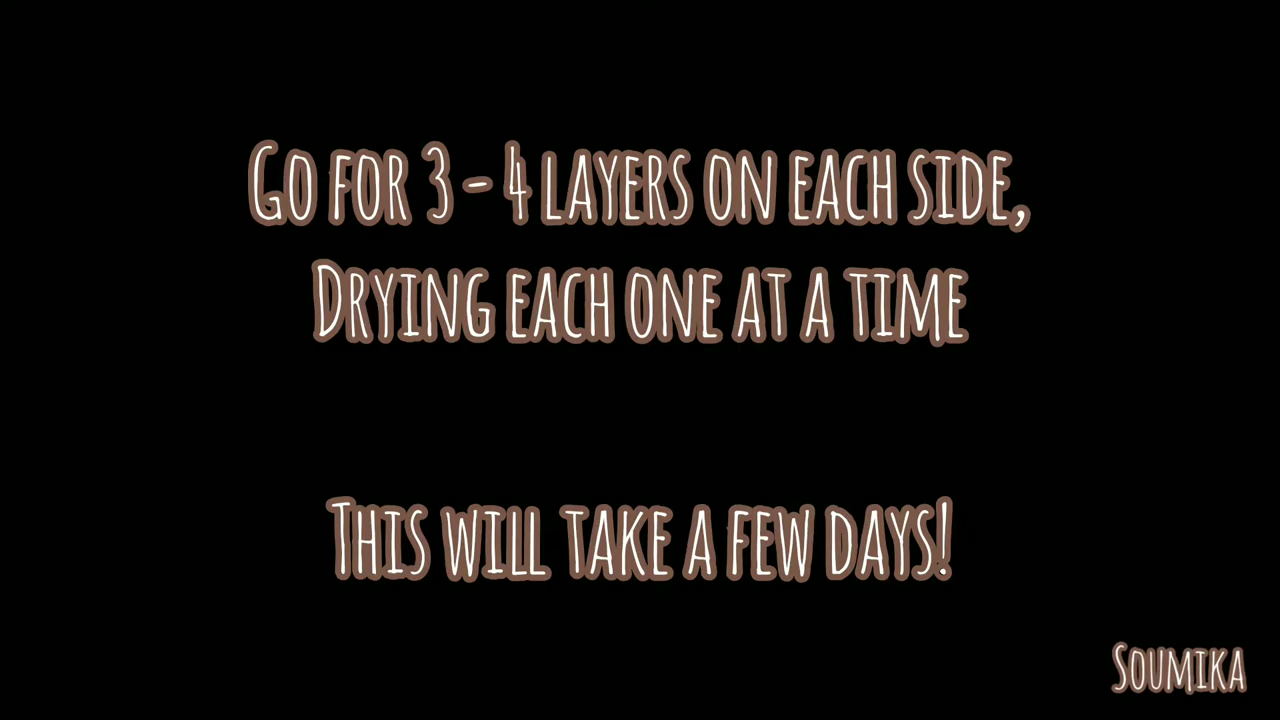 Go for 3 - 4 layers on each side,
Drying each one at a time
This will take a few days!
Soumika